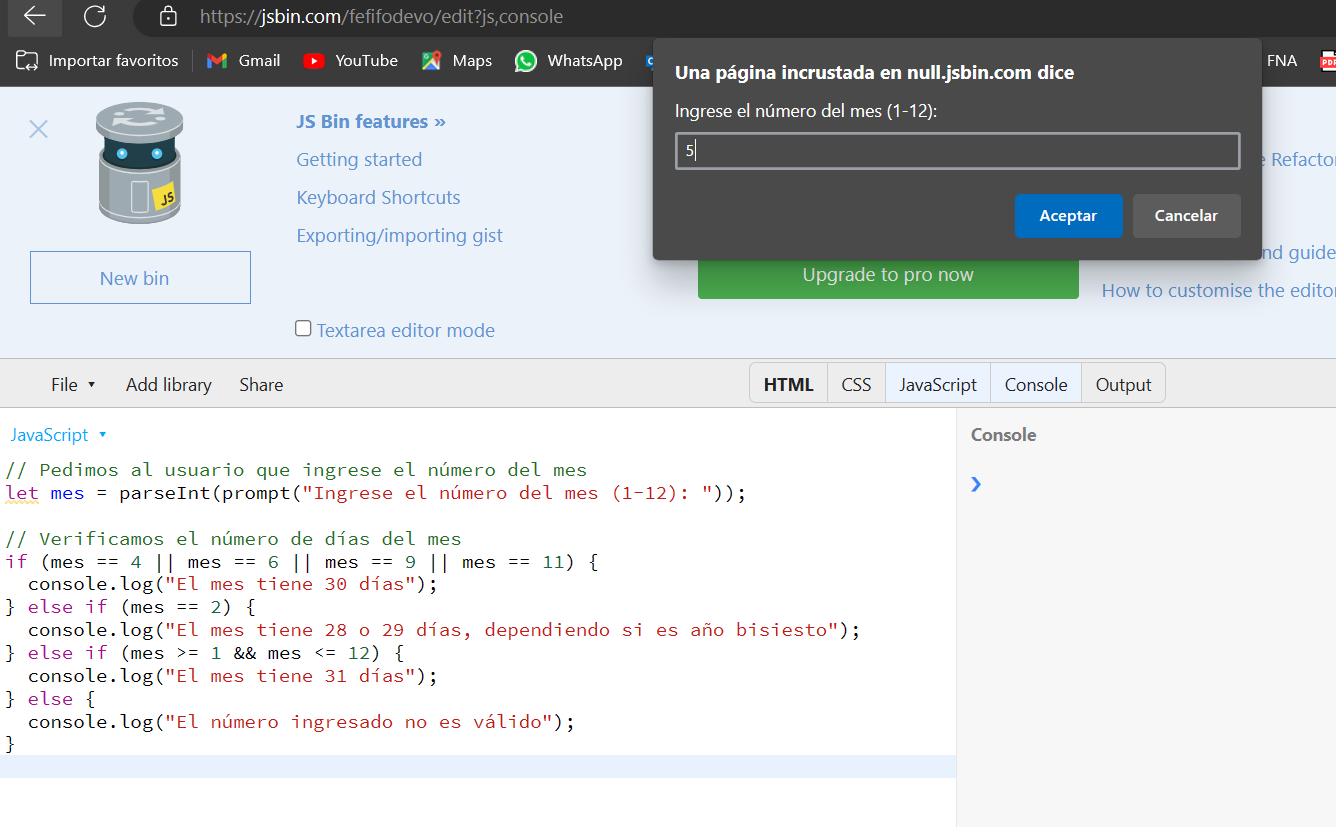 https://jsbin.com/fefifodevo/edit?js,console
Importar favoritos
Gmail
YouTube
Maps
WhatsApp
FNA
PDF
Una página incrustada en null.jsbin.com dice
Ingrese el número del mes (1-12):
5
Aceptar
Cancelar
JS
JS Bin features »
Getting started
Keyboard Shortcuts
Exporting/importing gist
New bin
Textarea editor mode
Upgrade to pro now
How to customise the editor
File
Add library
Share
HTML
CSS
JavaScript
Console
Output
JavaScript
// Pedimos al usuario que ingrese el número del mes
let mes = parseInt(prompt("Ingrese el número del mes (1-12): "));
// Verificamos el número de días del mes
if (mes == 4 || mes == 6 || mes == 9 || mes == 11) {
console.log("El mes tiene 30 días");
} else if (mes == 2) {
console.log("El mes tiene 28 o 29 días, dependiendo si es año bisiesto");
} else if (mes >= 1 && mes <= 12) {
console.log("El mes tiene 31 días");
} else {
console.log("El número ingresado no es válido");
}
Console